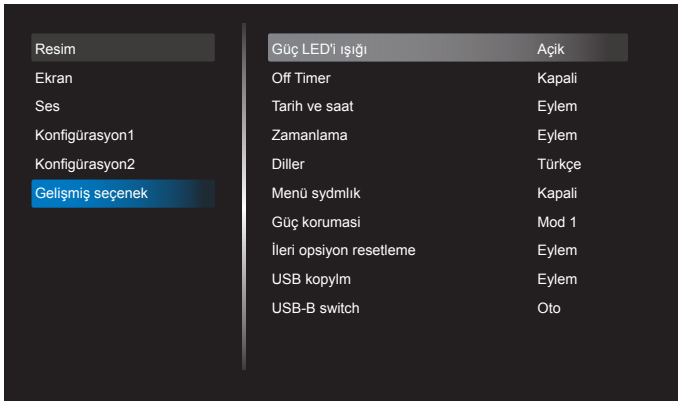 Resim
Ekran
Ses
Konfigürasyon1
Konfigürasyon2
Gelişmiş seçenek
Güç LED'i ışığı Açik
Off Timer Kapali
Tarih ve saat Eylem
Zamanlama Eylem
Diller Türkçe
Menü sydmlık Kapali
Güç korumasi Mod 1
İleri opsiyon resetleme Eylem
USB kopylm Eylem
USB-B switch Oto